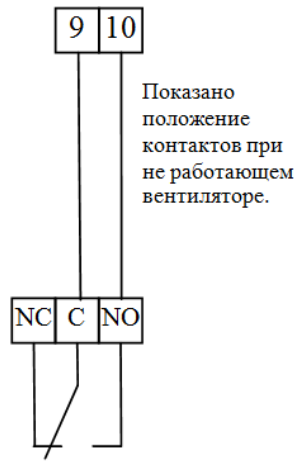 9 10
Показано
положение
контактов при
не работающем
вентиляторе.
NC C NO